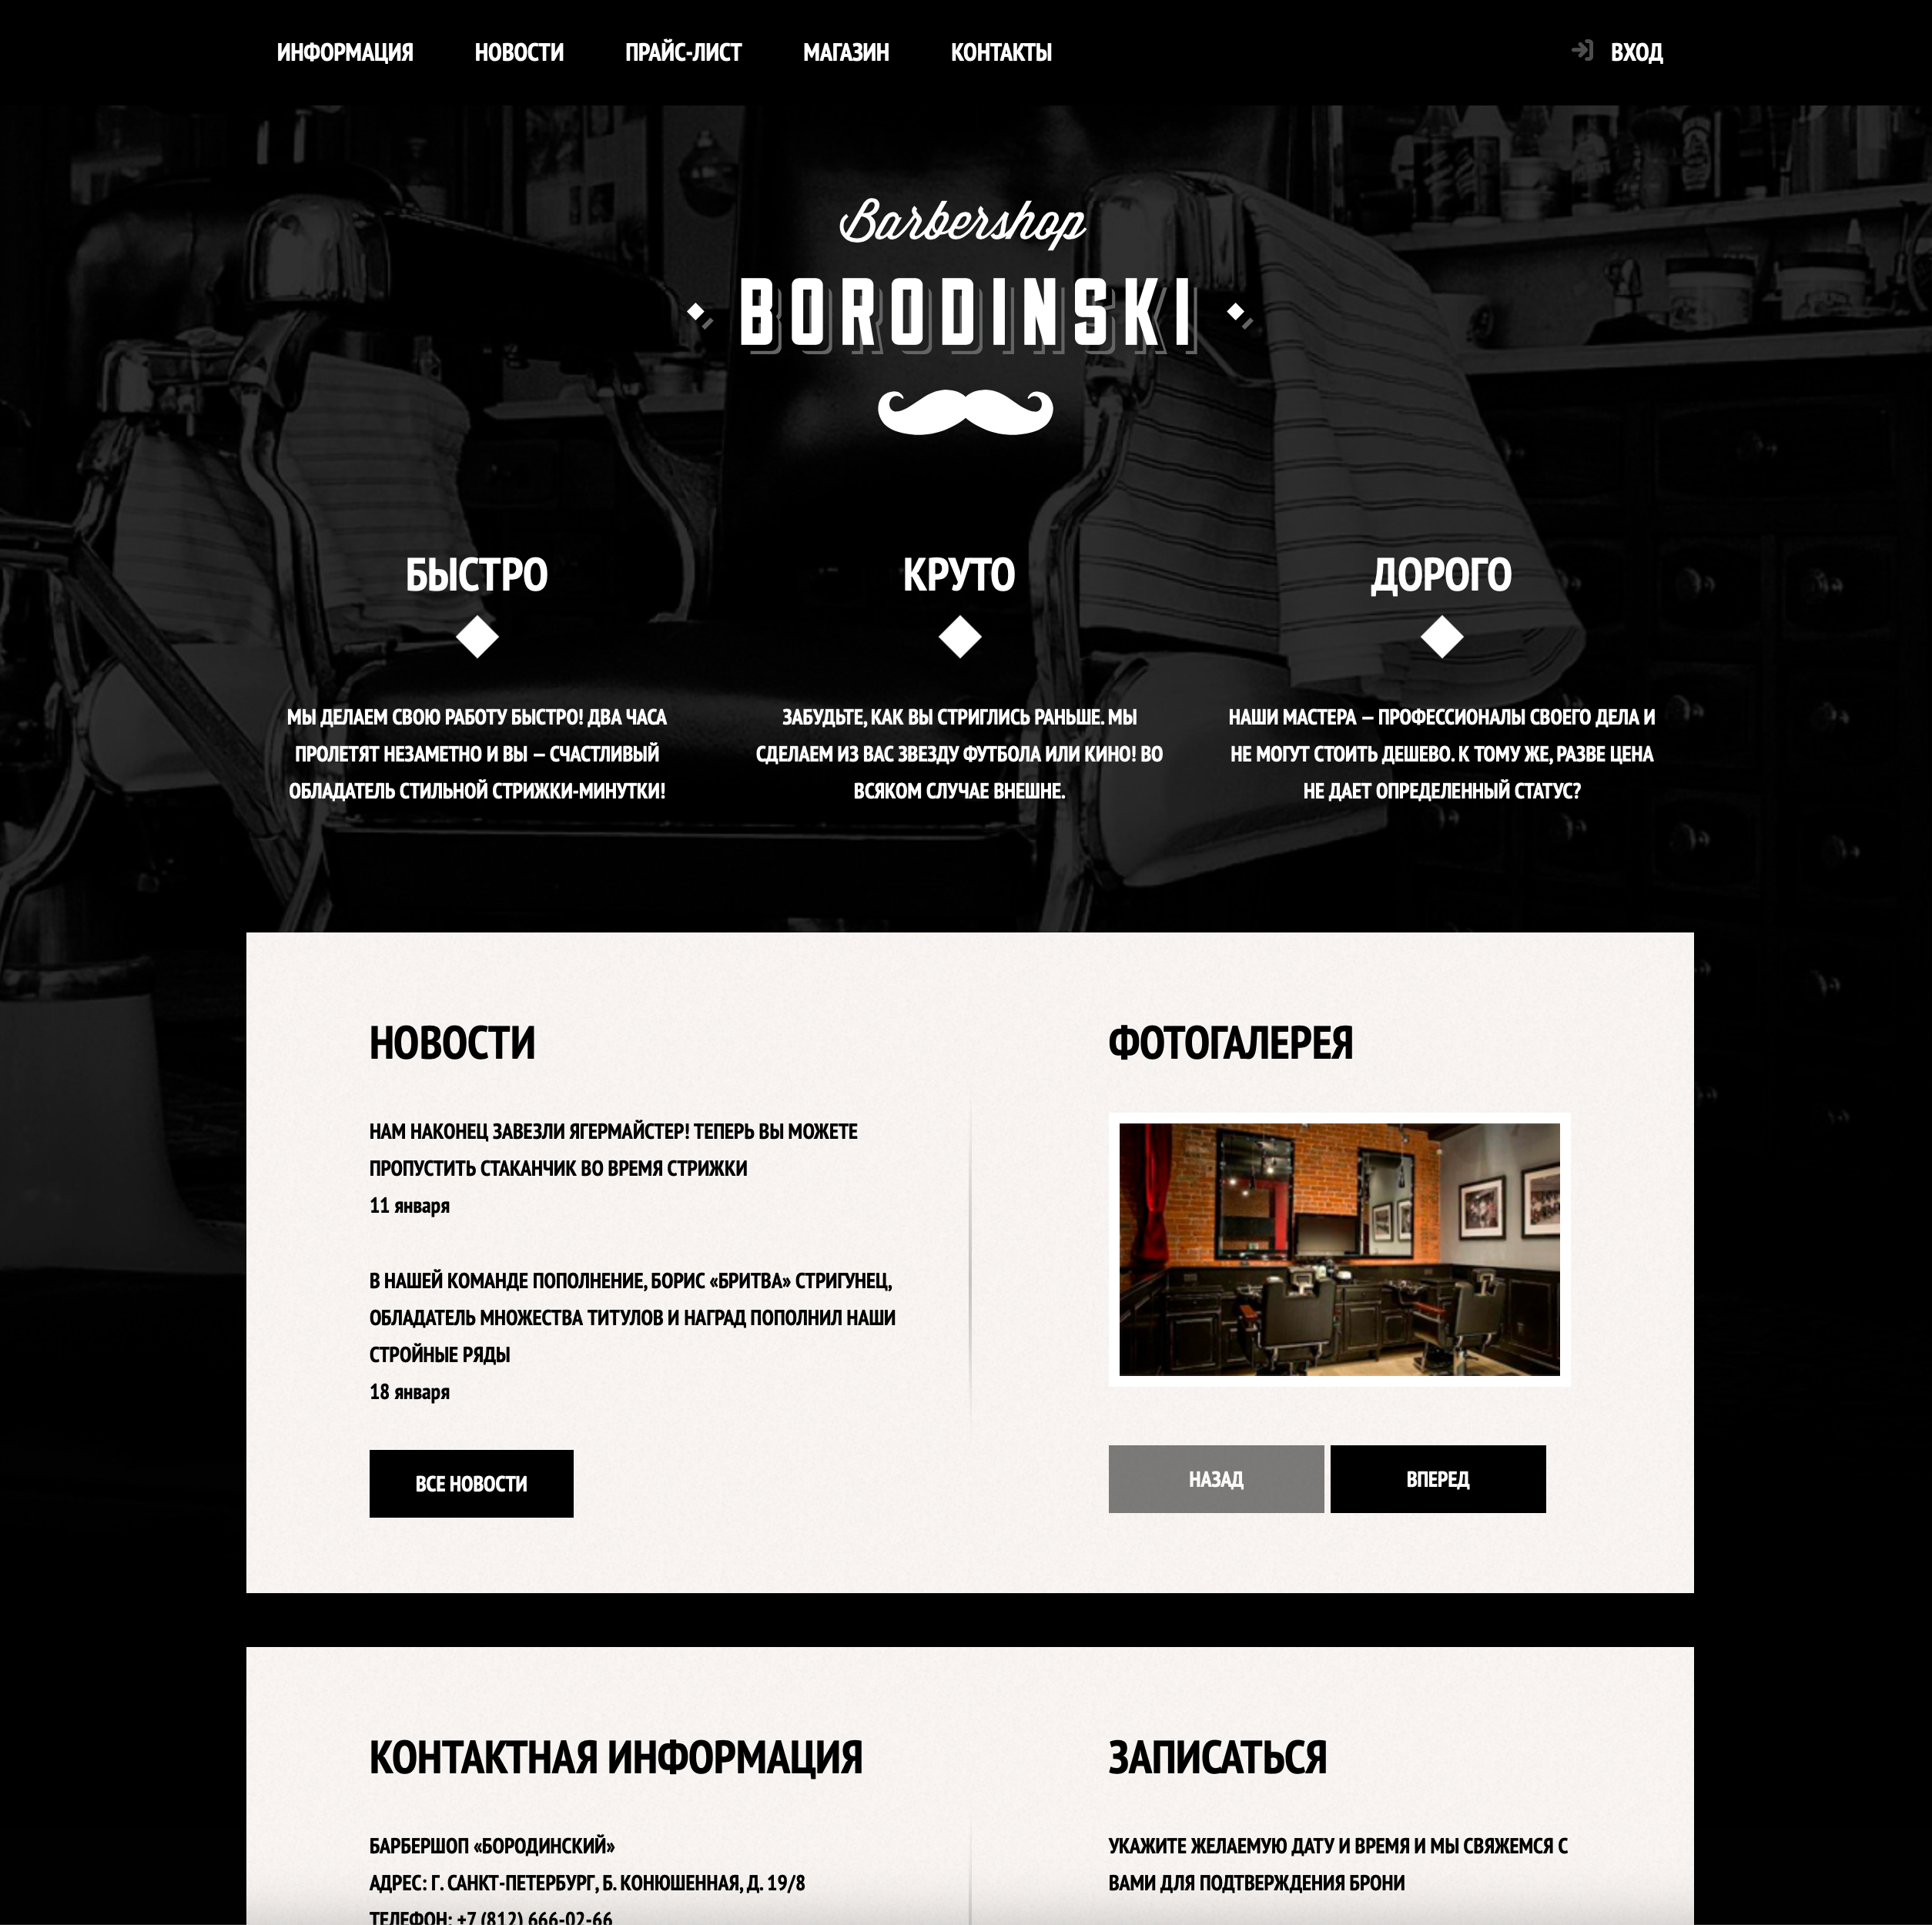 ИНФОРМАЦИЯ НОВОСТИ ПРАЙС-ЛИСТ МАГАЗИН КОНТАКТЫ ВХОД
Barbershop
BORODINSKI
БЫСТРО
МЫ ДЕЛАЕМ СВОЮ РАБОТУ БЫСТРО! ДВА ЧАСА
ПРОЛЕТЯТ НЕЗАМЕТНО И ВЫ — СЧАСТЛИВЫЙ
ОБЛАДАТЕЛЬ СТИЛЬНОЙ СТРИЖКИ-МИНУТКИ!
КРУТО
ЗАБУДЬТЕ, КАК ВЫ СТРИГЛИСЬ РАНЬШЕ. МЫ
СДЕЛАЕМ ИЗ ВАС ЗВЕЗДУ ФУТБОЛА ИЛИ КИНО! ВО
ВСЯКОМ СЛУЧАЕ ВНЕШНЕ.
ДОРОГО
НАШИ МАСТЕРА — ПРОФЕССИОНАЛЫ СВОЕГО ДЕЛА И
НЕ МОГУТ СТОИТЬ ДЕШЕВО. К ТОМУ ЖЕ, РАЗВЕ ЦЕНА
НЕ ДАЕТ ОПРЕДЕЛЕННЫЙ СТАТУС?
НОВОСТИ
НАМ НАКОНЕЦ ЗАВЕЗЛИ ЯГЕРМАЙСТЕР! ТЕПЕРЬ ВЫ МОЖЕТЕ
ПРОПУСТИТЬ СТАКАНЧИК ВО ВРЕМЯ СТРИЖКИ
11 января
В НАШЕЙ КОМАНДЕ ПОПОЛНЕНИЕ, БОРИС «БРИТВА» СТРИГУНЕЦ,
ОБЛАДАТЕЛЬ МНОЖЕСТВА ТИТУЛОВ И НАГРАД ПОПОЛНИЛ НАШИ
СТРОЙНЫЕ РЯДЫ
18 января
ВСЕ НОВОСТИ
ФОТОГАЛЕРЕЯ
НАЗАД ВПЕРЕД
КОНТАКТНАЯ ИНФОРМАЦИЯ
БАРБЕРШОП «БОРОДИНСКИЙ»
АДРЕС: Г. САНКТ-ПЕТЕРБУРГ, Б. КОНЮШЕННАЯ, Д. 19/8
ТЕЛЕФОН: +7 (812) 666-02-66
ЗАПИСАТЬСЯ
УКАЖИТЕ ЖЕЛАЕМУЮ ДАТУ И ВРЕМЯ И МЫ СВЯЖЕМСЯ С
ВАМИ ДЛЯ ПОДТВЕРЖДЕНИЯ БРОНИ